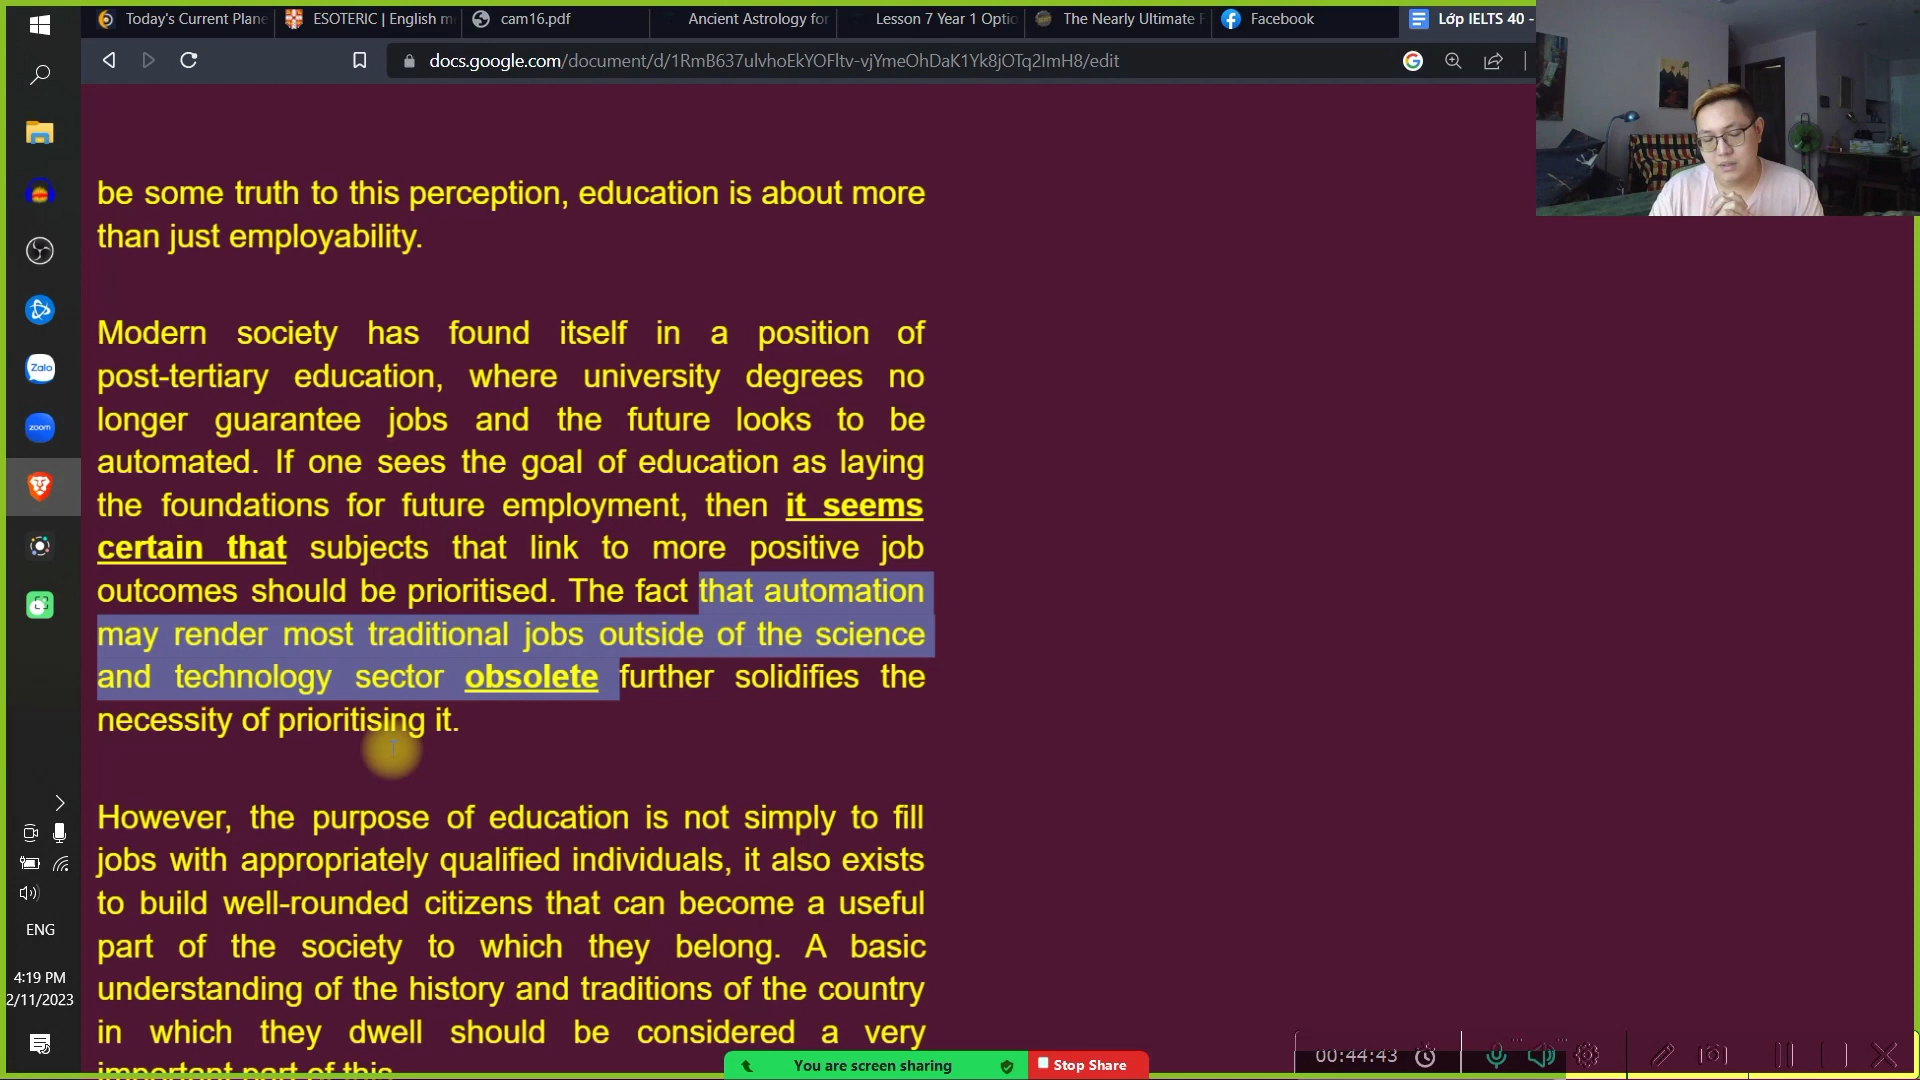 Today's Current Plane
ESOTERIC | English m
cam16.pdf
Ancient Astrology for
Lesson 7 Year 1 Optio
The Nearly Ultimate F
Facebook
Lớp IELTS 40 -
docs.google.com/document/d/1RmB637ulvhoEkYOFltv-vjYmeOhDaK1Yk8jOTq2ImH8/edit
be some truth to this perception, education is about more
than just employability.
Modern society has found itself in a position of
post-tertiary education, where university degrees no
longer guarantee jobs and the future looks to be
automated. If one sees the goal of education as laying
the foundations for future employment, then it seems
certain that subjects that link to more positive job
outcomes should be prioritised. The fact that automation
may render most traditional jobs outside of the science
and technology sector obsolete further solidifies the
necessity of prioritising it.
However, the purpose of education is not simply to fill
jobs with appropriately qualified individuals, it also exists
to build well-rounded citizens that can become a useful
part of the society to which they belong. A basic
understanding of the history and traditions of the country
in which they dwell should be considered a very
important part of this
Zalo
zoom
ENG
4:19 PM
2/11/2023
You are screen sharing
Stop Share
00:44:43